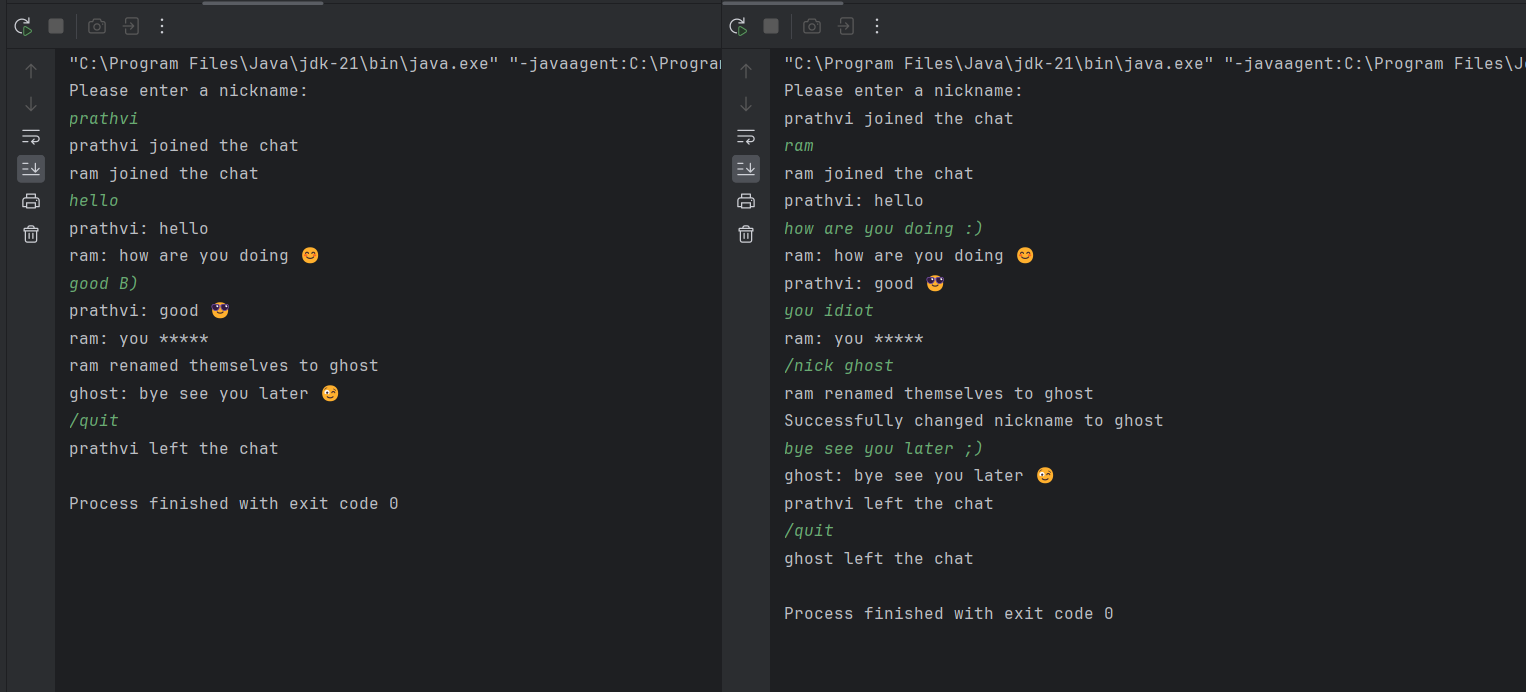 "C:\Program Files\Java\jdk-21\bin\java.exe" "-javaagent:C:\Program
Please enter a nickname:
prathvi
prathvi joined the chat
ram joined the chat
hello
prathvi: hello
ram: how are you doing 😊
good B)
prathvi: good 😎
ram: you *****
ram renamed themselves to ghost
ghost: bye see you later 😉
/quit
prathvi left the chat
Process finished with exit code 0
"C:\Program Files\Java\jdk-21\bin\java.exe" "-javaagent:C:\Program Files\J
Please enter a nickname:
prathvi joined the chat
ram
ram joined the chat
prathvi: hello
how are you doing :)
ram: how are you doing 😊
prathvi: good 😎
you idiot
ram: you *****
/nick ghost
ram renamed themselves to ghost
Successfully changed nickname to ghost
bye see you later ;)
ghost: bye see you later 😉
prathvi left the chat
/quit
ghost left the chat
Process finished with exit code 0